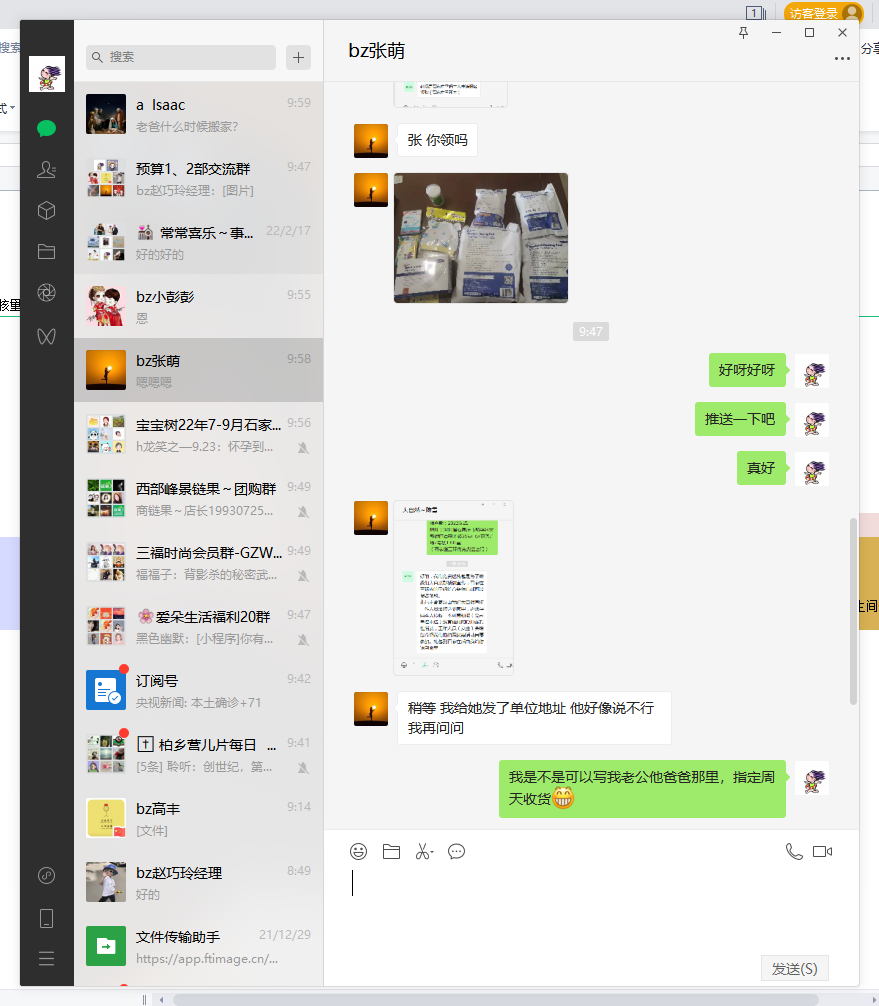 1
访客登录
搜索
分享
式
核里
生间
搜索
a Isaac
9:59
老爸什么时候搬家?
预算1、2部交流群
9:47
bz赵巧玲经理: [图片]
常常喜乐～事...
22/2/17
好的好的
bz小彭彭
9:55
恩
bz张萌
9:58
嗯嗯嗯
宝宝树22年7-9月石家...
9:56
h龙笑之—9.23: 怀孕到...
西部峰景链果～团购群
9:49
商链果~店长19930725...
三福时尚会员群-GZW...
9:49
福福子: 背影杀的秘密武...
🌸爱朵生活福利20群
9:47
黑色幽默: [小程序]你有...
订阅号
9:42
央视新闻: 本土确诊+71
柏乡营儿片每日 ...
9:41
[5条] 聆听: 创世纪，第...
bz高丰
9:14
[文件]
bz赵巧玲经理
8:49
好的
文件传输助手
21/12/29
https://app.ftimage.cn/...
bz张萌
张 你领吗
9:47
好呀好呀
推送一下吧
真好
稍等 我给她发了单位地址 他好像说不行
我再问问
我是不是可以写我老公他爸爸那里，指定周
天收货😁
发送(S)